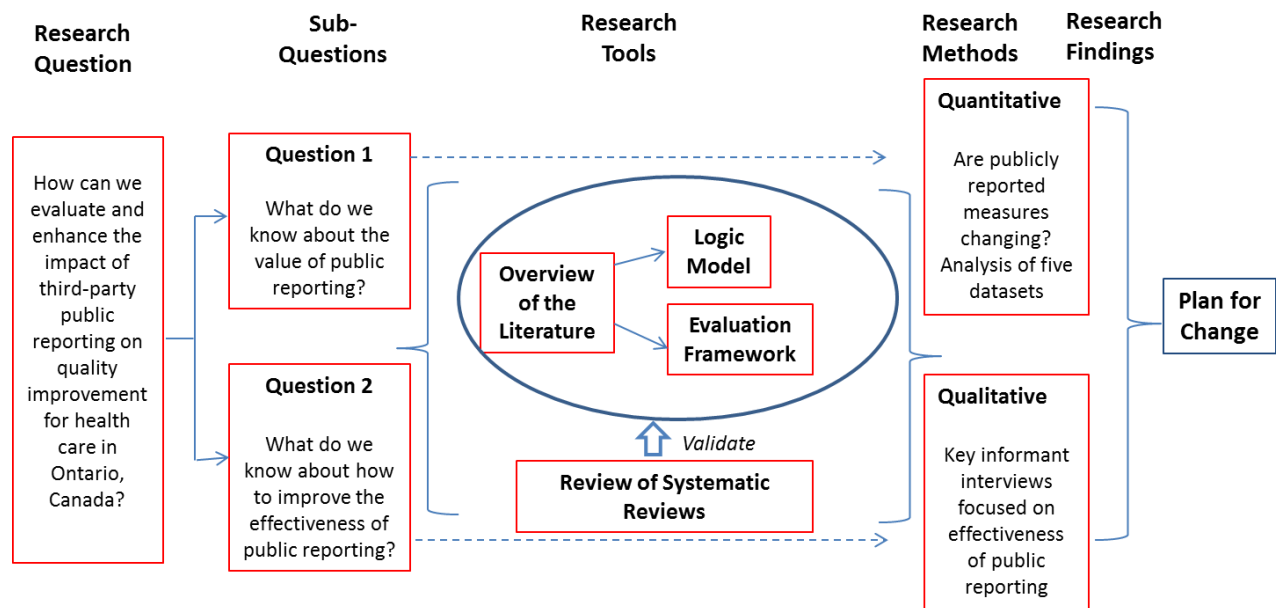 Research
Question
Sub-
Questions
Research
Tools
Research
Methods
Research
Findings
How can we
evaluate and
enhance the
impact of
third-party
public
reporting on
quality
improvement
for health
care in
Ontario,
Canada?
Question 1
What do we
know about the
value of public
reporting?
Question 2
What do we
know about how
to improve the
effectiveness of
public reporting?
Overview
of the
Literature
Logic
Model
Evaluation
Framework
Validate
Review of Systematic
Reviews
Quantitative
Are publicly
reported
measures
changing?
Analysis of five
datasets
Qualitative
Key informant
interviews
focused on
effectiveness
of public
reporting
Plan for
Change